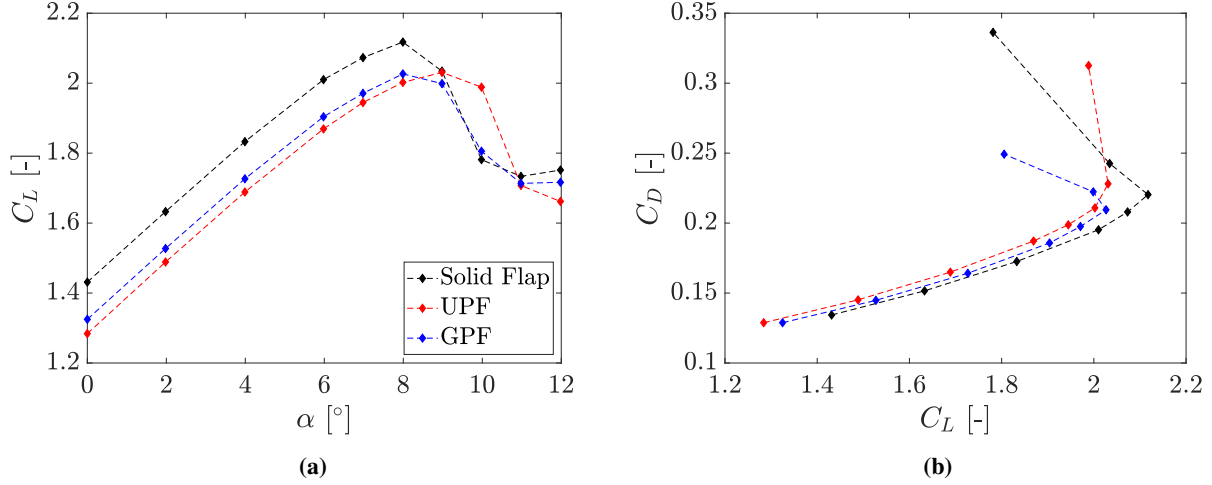 2.2
2
1.8
1.6
1.4
1.2
C_L [-]
0 2 4 6 8 10 12
α [°]
Solid Flap
UPF
GPF
(a)
0.35
0.3
0.25
0.2
0.15
0.1
C_D [-]
1.2 1.4 1.6 1.8 2 2.2
C_L [-]
(b)